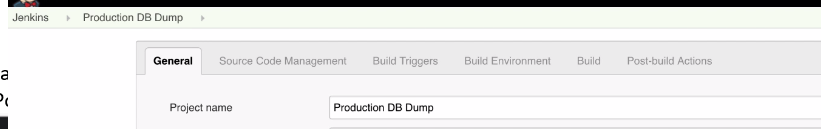 Jenkins Production DB Dump
General Source Code Management Build Triggers Build Environment Build Post-build Actions
Project name Production DB Dump